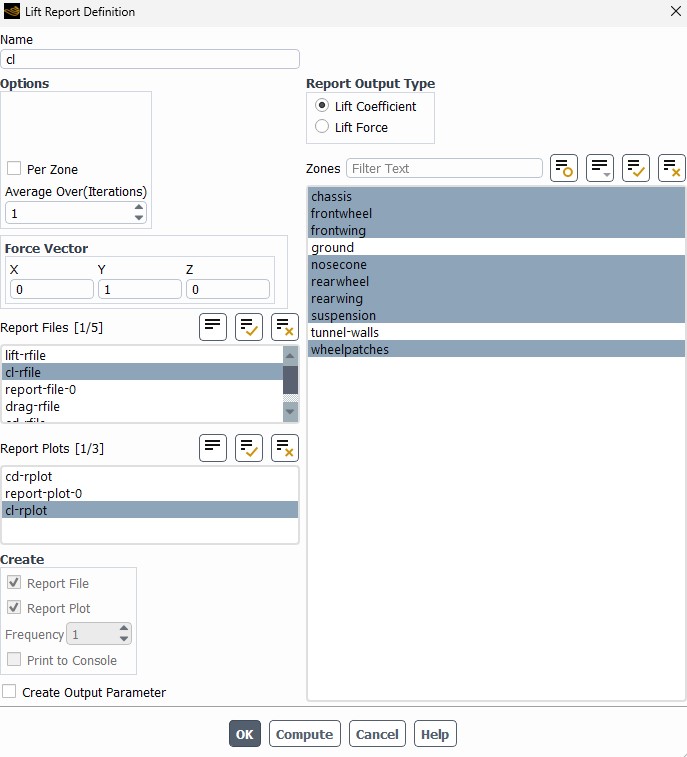 Lift Report Definition
Name
cl
Options
Per Zone
Average Over(Iterations)
1
Force Vector
X Y Z
0 1 0
Report Files [1/5]
lift-rfile
cl-rfile
report-file-0
drag-rfile
cd-rfile
Report Plots [1/3]
cd-rplot
report-plot-0
cl-rplot
Create
Report File
Report Plot
Frequency 1
Print to Console
Create Output Parameter
Report Output Type
Lift Coefficient
Lift Force
Zones Filter Text
chassis
frontwheel
frontwing
ground
nosecone
rearwheel
rearwing
suspension
tunnel-walls
wheelpatches
OK Compute Cancel Help